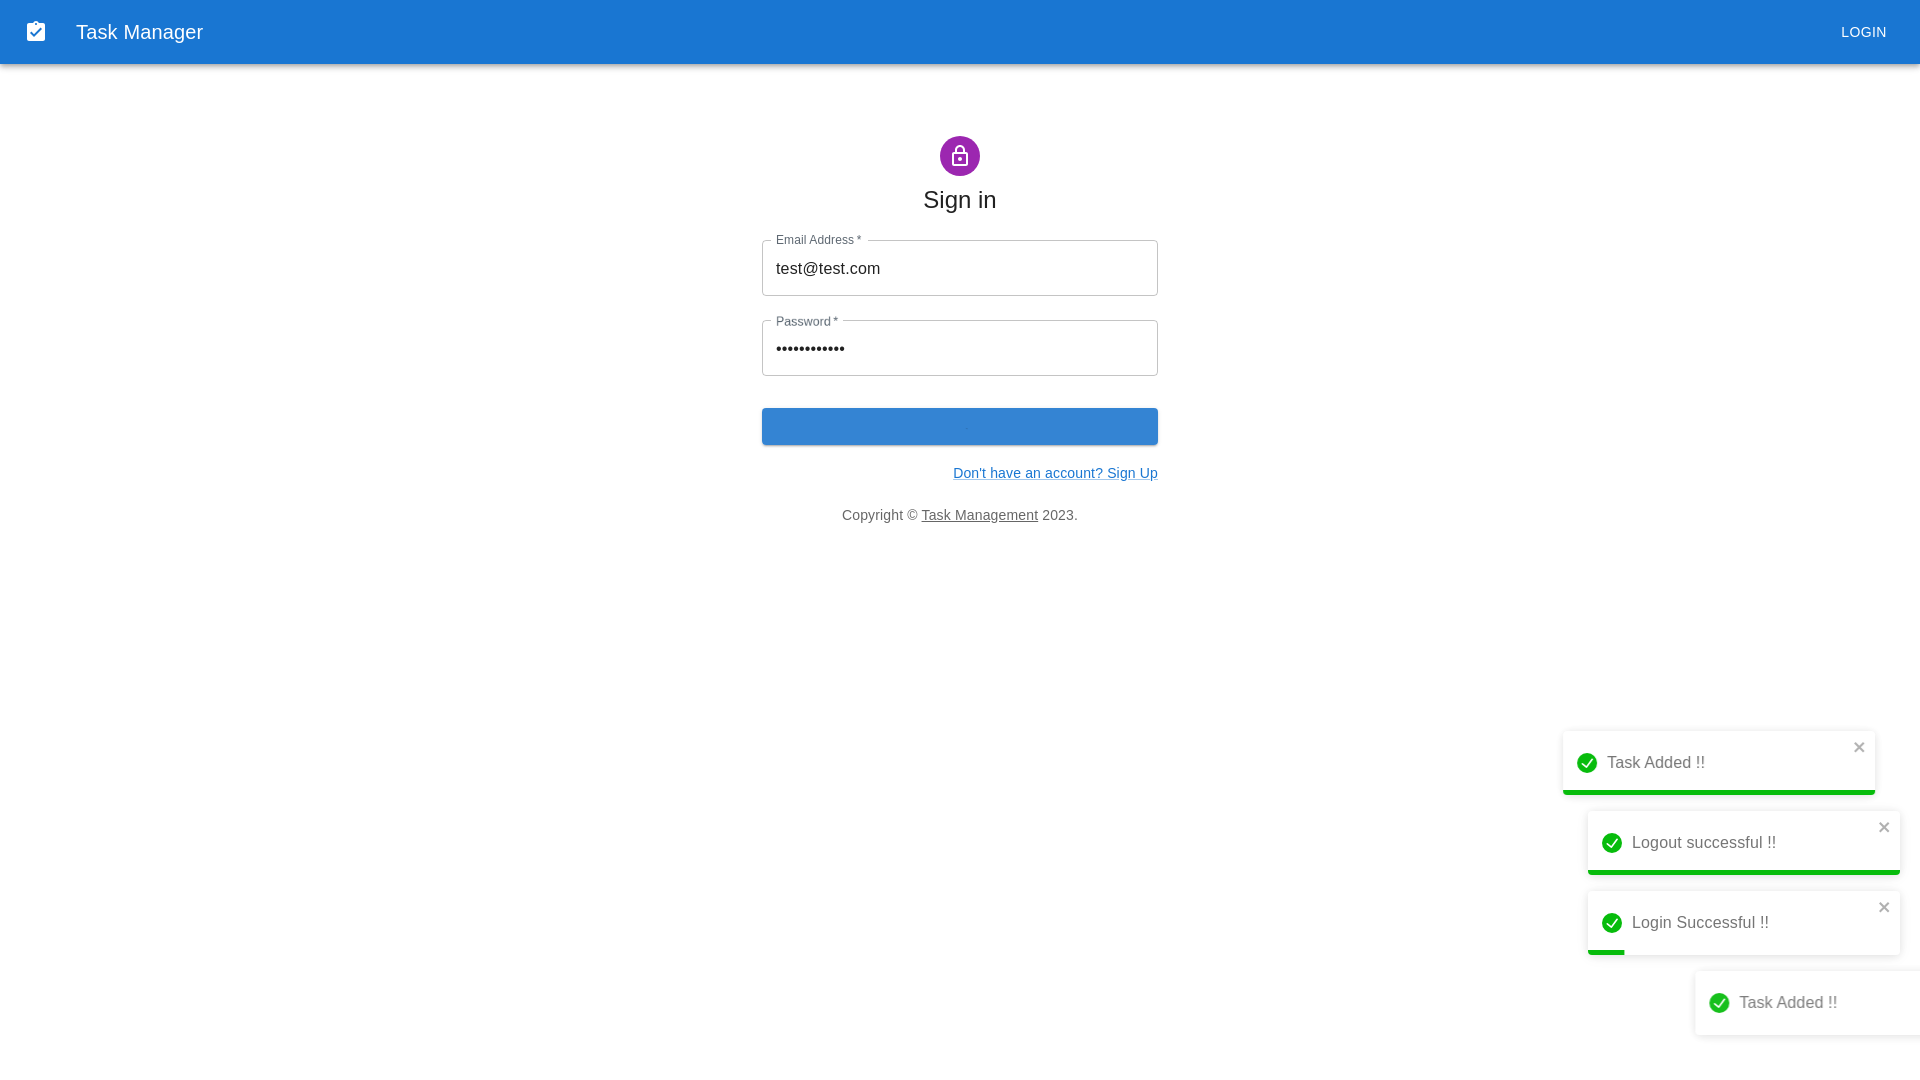 Task Manager
LOGIN
Sign in
Email Address *
test@test.com
Password *
••••••••••••
Don't have an account? Sign Up
Copyright © Task Management 2023.
Task Added !!
Logout successful !!
Login Successful !!
Task Added !!